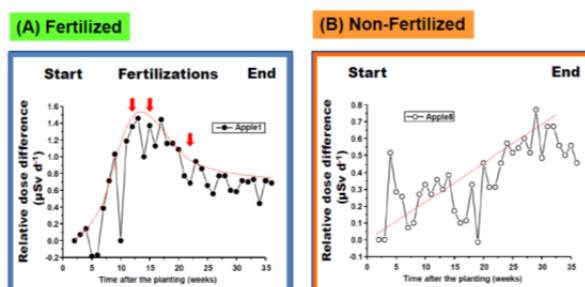 (A) Fertilized
(B) Non-Fertilized
Start Fertilizations End
1.6
1.4
1.2
1.0
0.8
0.6
0.4
0.2
0.0
-0.2
Apple1
Relative dose difference
(μSv d⁻¹)
0 5 10 15 20 25 30 35
Time after the planting (weeks)
Start End
0.8
0.7
0.6
0.5
0.4
0.3
0.2
0.1
0.0
-0.1
Apple8
Relative dose difference
(μSv d⁻¹)
0 5 10 15 20 25 30 35
Time after the planting (weeks)